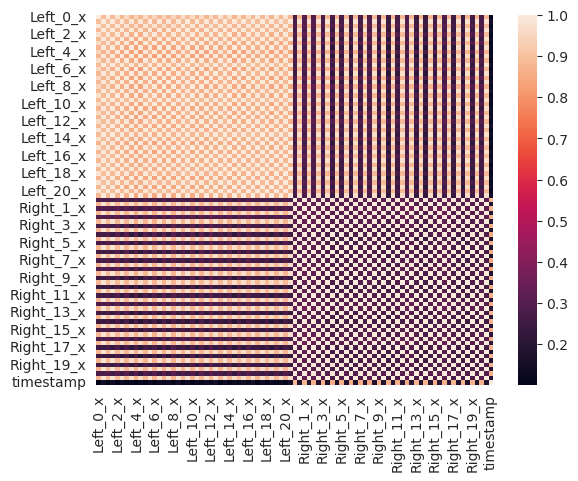 Left_0_x
Left_2_x
Left_4_x
Left_6_x
Left_8_x
Left_10_x
Left_12_x
Left_14_x
Left_16_x
Left_18_x
Left_20_x
Right_1_x
Right_3_x
Right_5_x
Right_7_x
Right_9_x
Right_11_x
Right_13_x
Right_15_x
Right_17_x
Right_19_x
timestamp
Left_0_x
Left_2_x
Left_4_x
Left_6_x
Left_8_x
Left_10_x
Left_12_x
Left_14_x
Left_16_x
Left_18_x
Left_20_x
Right_1_x
Right_3_x
Right_5_x
Right_7_x
Right_9_x
Right_11_x
Right_13_x
Right_15_x
Right_17_x
Right_19_x
timestamp
1.0
0.9
0.8
0.7
0.6
0.5
0.4
0.3
0.2